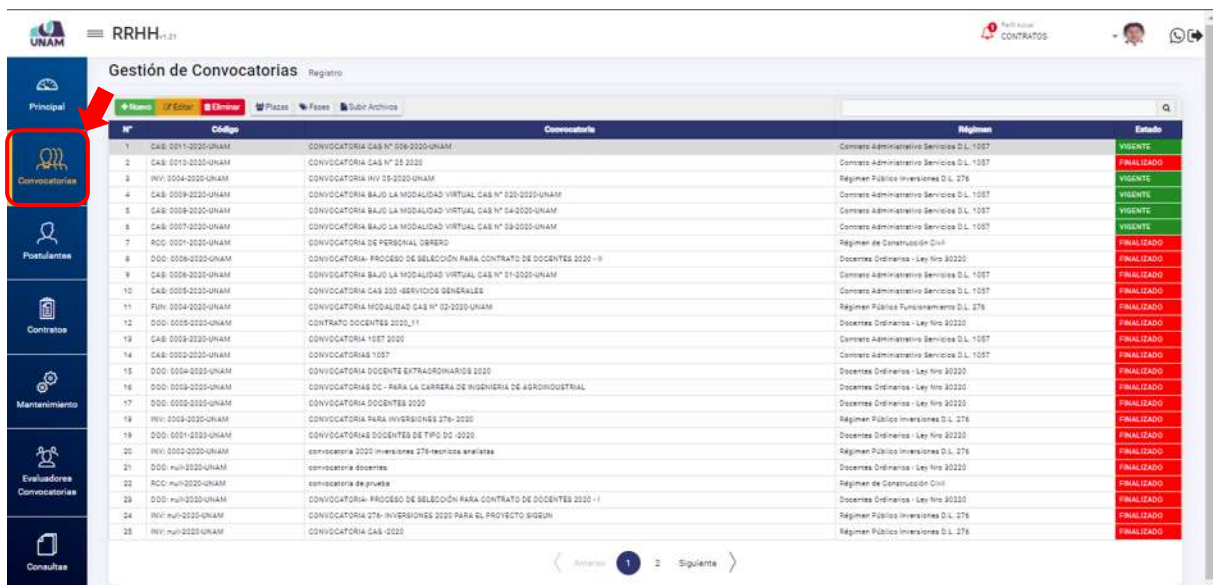 UNAM RRHH v1.21 Perfil Actual CONTRATOS
Gestión de Convocatorias Registro
Principal
Convocatorias
Postulantes
Contratos
Mantenimiento
Evaluadores
Convocatorias
Consultas
Nuevo Editar Eliminar Plazas Fases Subir Archivos
N° Código Convocatoria Régimen Estado
1 CAS: 0011-2020-UNAM CONVOCATORIA CAS N° 006-2020-UNAM Contrato Administrativo Servicios D.L. 1057 VIGENTE
2 CAS: 0010-2020-UNAM CONVOCATORIA CAS N° 25 2020 Contrato Administrativo Servicios D.L. 1057 FINALIZADO
3 INV: 0004-2020-UNAM CONVOCATORIA INV 05-2020-UNAM Régimen Público Inversiones D.L. 276 VIGENTE
4 CAS: 0009-2020-UNAM CONVOCATORIA BAJO LA MODALIDAD VIRTUAL CAS N° 020-2020-UNAM Contrato Administrativo Servicios D.L. 1057 VIGENTE
5 CAS: 0008-2020-UNAM CONVOCATORIA BAJO LA MODALIDAD VIRTUAL CAS N° 04-2020-UNAM Contrato Administrativo Servicios D.L. 1057 VIGENTE
6 CAS: 0007-2020-UNAM CONVOCATORIA BAJO LA MODALIDAD VIRTUAL CAS N° 03-2020-UNAM Contrato Administrativo Servicios D.L. 1057 VIGENTE
7 RCC: 0001-2020-UNAM CONVOCATORIA DE PERSONAL OBRERO Régimen de Construcción Civil FINALIZADO
8 DOO: 0006-2020-UNAM CONVOCATORIA- PROCESO DE SELECCIÓN PARA CONTRATO DE DOCENTES 2020 - II Docentes Ordinarios - Ley Nro 30220 FINALIZADO
9 CAS: 0006-2020-UNAM CONVOCATORIA BAJO LA MODALIDAD VIRTUAL CAS N° 01-2020-UNAM Contrato Administrativo Servicios D.L. 1057 FINALIZADO
10 CAS: 0005-2020-UNAM CONVOCATORIA CAS 200 -SERVICIOS GENERALES Contrato Administrativo Servicios D.L. 1057 FINALIZADO
11 FUN: 0004-2020-UNAM CONVOCATORIA MODALIDAD CAS N° 02-2020-UNAM Régimen Público Funcionamiento D.L. 276 FINALIZADO
12 DOO: 0005-2020-UNAM CONTRATO DOCENTES 2020_11 Docentes Ordinarios - Ley Nro 30220 FINALIZADO
13 CAS: 0003-2020-UNAM CONVOCATORIA 1057 2020 Contrato Administrativo Servicios D.L. 1057 FINALIZADO
14 CAS: 0002-2020-UNAM CONVOCATORIAS 1057 Contrato Administrativo Servicios D.L. 1057 FINALIZADO
15 DOO: 0004-2020-UNAM CONVOCATORIA DOCENTE EXTRAORDINARIOS 2020 Docentes Ordinarios - Ley Nro 30220 FINALIZADO
16 DOO: 0003-2020-UNAM CONVOCATORIAS DC - PARA LA CARRERA DE INGENIERIA DE AGROINDUSTRIAL Docentes Ordinarios - Ley Nro 30220 FINALIZADO
17 DOO: 0002-2020-UNAM CONVOCATORIA DOCENTES 2020 Docentes Ordinarios - Ley Nro 30220 FINALIZADO
18 INV: 0003-2020-UNAM CONVOCATORIA PARA INVERSIONES 276- 2020 Régimen Público Inversiones D.L. 276 FINALIZADO
19 DOO: 0001-2020-UNAM CONVOCATORIAS DOCENTES DE TIPO DC -2020 Docentes Ordinarios - Ley Nro 30220 FINALIZADO
20 INV: 0002-2020-UNAM convocatoria 2020 inversiones 276-tecnicos analistas Régimen Público Inversiones D.L. 276 FINALIZADO
21 DOO: null-2020-UNAM convocatoria docentes Docentes Ordinarios - Ley Nro 30220 FINALIZADO
22 RCC: null-2020-UNAM convocatoria de prueba Régimen de Construcción Civil FINALIZADO
23 DOO: null-2020-UNAM CONVOCATORIA- PROCESO DE SELECCIÓN PARA CONTRATO DE DOCENTES 2020 - I Docentes Ordinarios - Ley Nro 30220 FINALIZADO
24 INV: null-2020-UNAM CONVOCATORIA 276- INVERSIONES 2020 PARA EL PROYECTO SIGEUN Régimen Público Inversiones D.L. 276 FINALIZADO
25 INV: null-2020-UNAM CONVOCATORIA CAS -2020 Régimen Público Inversiones D.L. 276 FINALIZADO
Anterior 1 2 Siguiente